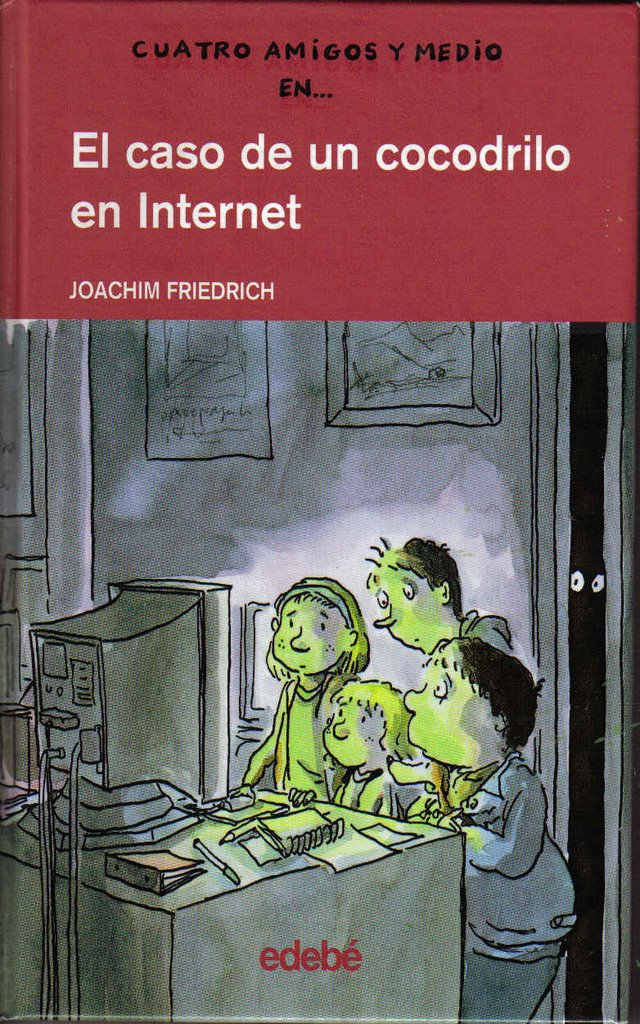 CUATRO AMiGOS Y MEDiO
EN...
El caso de un cocodrilo
en Internet
JOACHIM FRIEDRICH
edebé